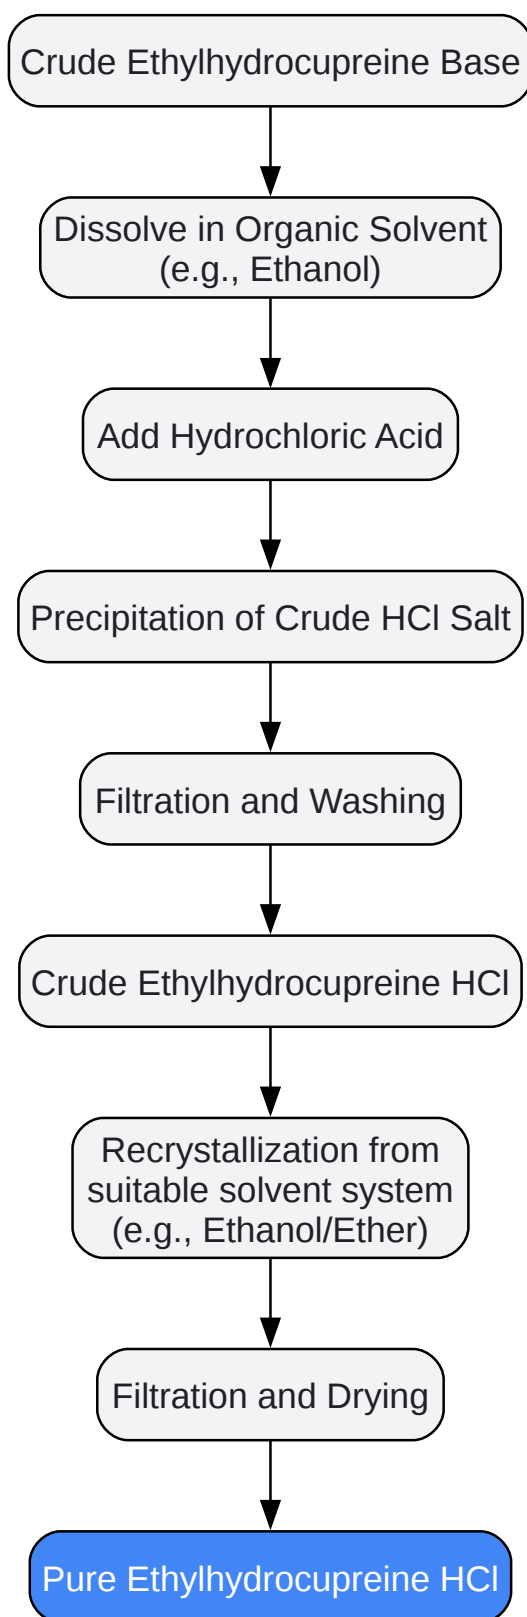 Crude Ethylhydrocupreine Base
Dissolve in Organic Solvent
(e.g., Ethanol)
Add Hydrochloric Acid
Precipitation of Crude HCl Salt
Filtration and Washing
Crude Ethylhydrocupreine HCl
Recrystallization from
suitable solvent system
(e.g., Ethanol/Ether)
Filtration and Drying
Pure Ethylhydrocupreine HCl